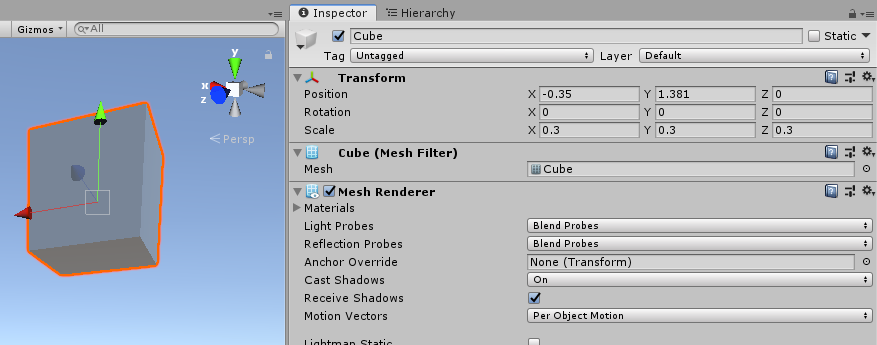 Gizmos
All
y
x
z
Persp
Inspector
Hierarchy
Cube
Static
Tag Untagged Layer Default
Transform
Position X -0.35 Y 1.381 Z 0
Rotation X 0 Y 0 Z 0
Scale X 0.3 Y 0.3 Z 0.3
Cube (Mesh Filter)
Mesh Cube
Mesh Renderer
Materials
Light Probes Blend Probes
Reflection Probes Blend Probes
Anchor Override None (Transform)
Cast Shadows On
Receive Shadows
Motion Vectors Per Object Motion
Lightmap Static